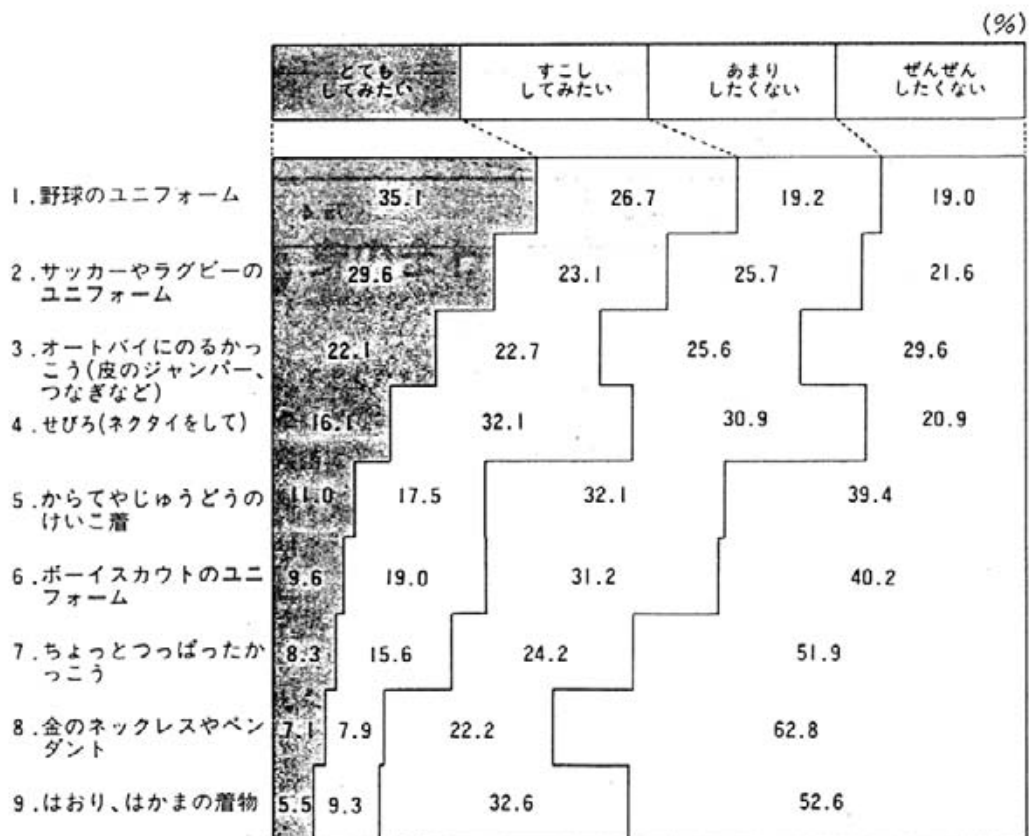 (%)
とても すこし あまり ぜんぜん
してみたい してみたい したくない したくない
1.野球のユニフォーム 35.1 26.7 19.2 19.0
2.サッカーやラグビーの
ユニフォーム 29.6 23.1 25.7 21.6
3.オートバイにのるかっ
こう(皮のジャンパー、 22.1 22.7 25.6 29.6
つなぎなど)
4.せびろ(ネクタイをして) 16.1 32.1 30.9 20.9
5.からてやじゅうどうの 11.0 17.5 32.1 39.4
けいこ着
6.ボーイスカウトのユニ 9.6 19.0 31.2 40.2
フォーム
7.ちょっとつっぱったか 8.3 15.6 24.2 51.9
っこう
8.金のネックレスやペン 7.1 7.9 22.2 62.8
ダント
9.はおり、はかまの着物 5.5 9.3 32.6 52.6